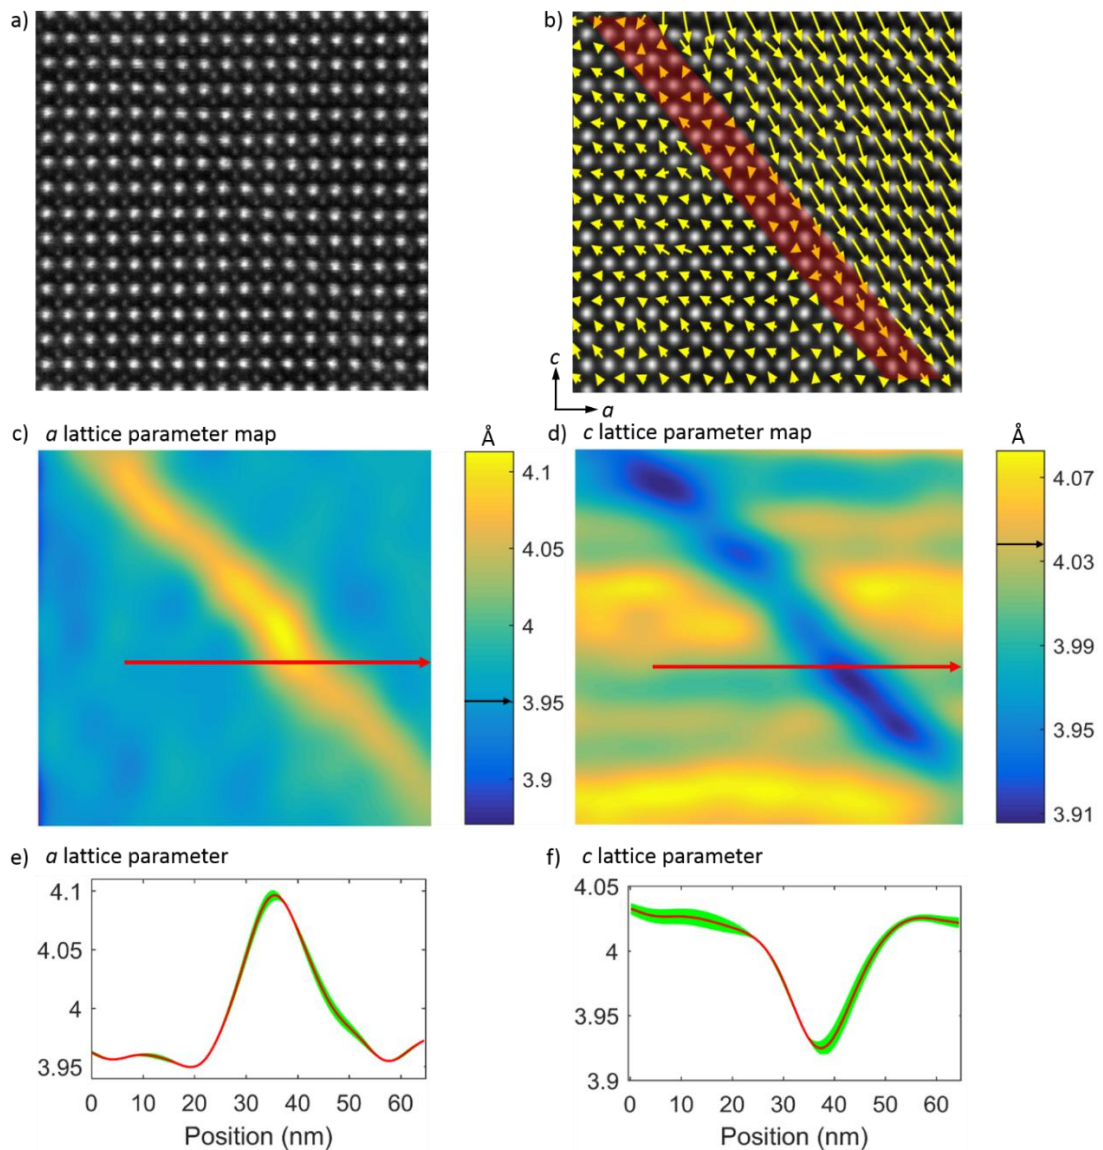 a)
b)
c
a
c) a lattice parameter map
Å
4.1
4.05
4
3.95
3.9
d) c lattice parameter map
Å
4.07
4.03
3.99
3.95
3.91
e) a lattice parameter
4.1
4.05
4
3.95
0 10 20 30 40 50 60
Position (nm)
f) c lattice parameter
4.05
4
3.95
3.9
0 10 20 30 40 50 60
Position (nm)